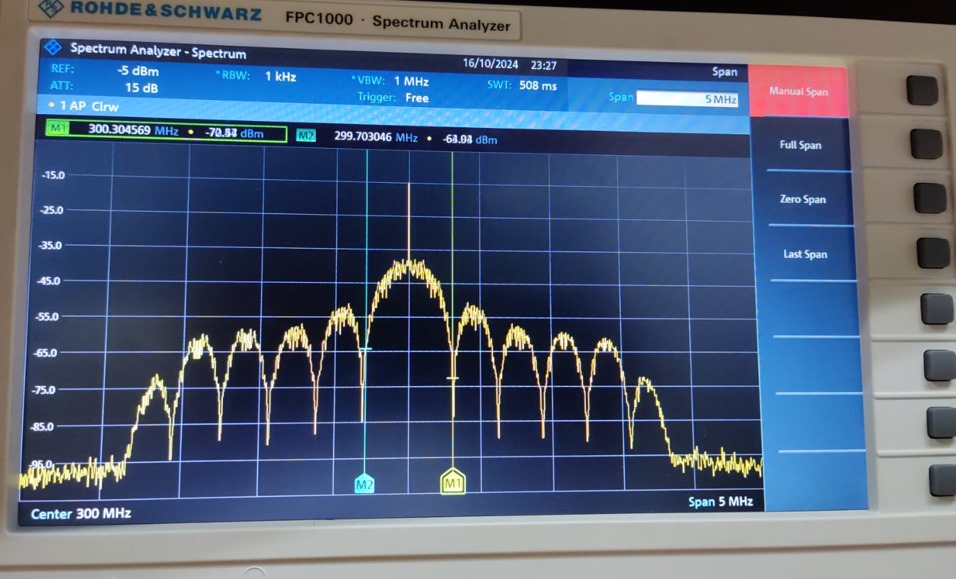 ROHDE&SCHWARZ FPC1000 · Spectrum Analyzer
Spectrum Analyzer - Spectrum
16/10/2024 23:27
Span
REF: -5 dBm *RBW: 1 kHz *VBW: 1 MHz SWT: 508 ms
ATT: 15 dB Trigger: Free Span 5 MHz
• 1 AP Clrw
M1 300.304569 MHz • dBm M2 299.703046 MHz • dBm
-15.0
-25.0
-35.0
-45.0
-55.0
-65.0
-75.0
-85.0
-95.0
M2
M1
Center 300 MHz
Span 5 MHz
Manual Span
Full Span
Zero Span
Last Span